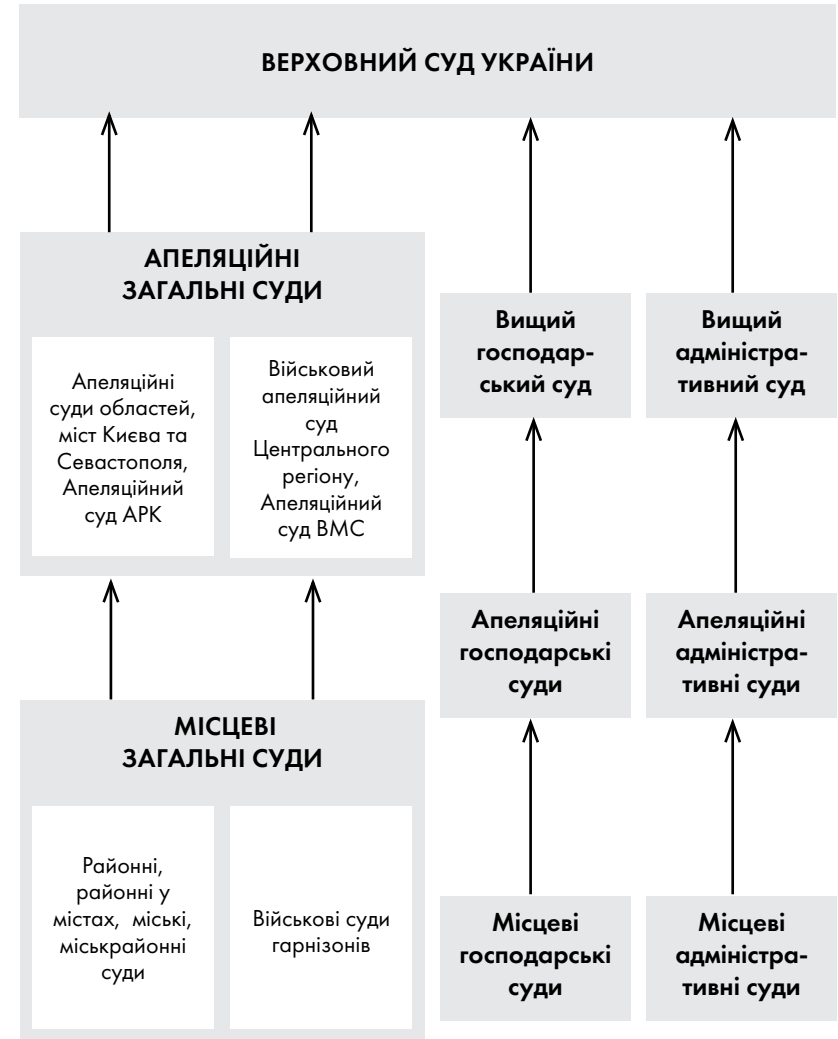 ВЕРХОВНИЙ СУД УКРАЇНИ
АПЕЛЯЦІЙНІ
ЗАГАЛЬНІ СУДИ
Апеляційні
суди областей,
міст Києва та
Севастополя,
Апеляційний
суд АРК
Військовий
апеляційний
суд
Центрального
регіону,
Апеляційний
суд ВМС
Вищий
господар-
ський суд
Вищий
адміністра-
тивний суд
Апеляційні
господарські
суди
Апеляційні
адміністра-
тивні суди
МІСЦЕВІ
ЗАГАЛЬНІ СУДИ
Районні,
районні у
містах, міські,
міськрайонні
суди
Військові суди
гарнізонів
Місцеві
господарські
суди
Місцеві
адміністра-
тивні суди